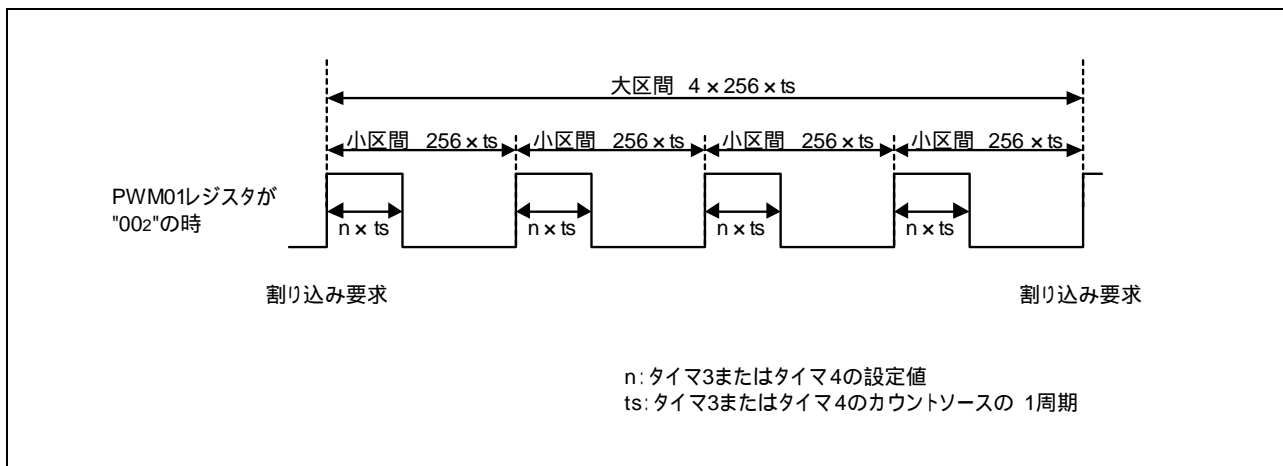 大区間 4×256×ts
小区間 256×ts 小区間 256×ts 小区間 256×ts 小区間 256×ts
PWM01レジスタが
"002"の時
n×ts n×ts n×ts n×ts
割り込み要求 割り込み要求
n:タイマ3またはタイマ4の設定値
ts:タイマ3またはタイマ4のカウントソースの 1周期